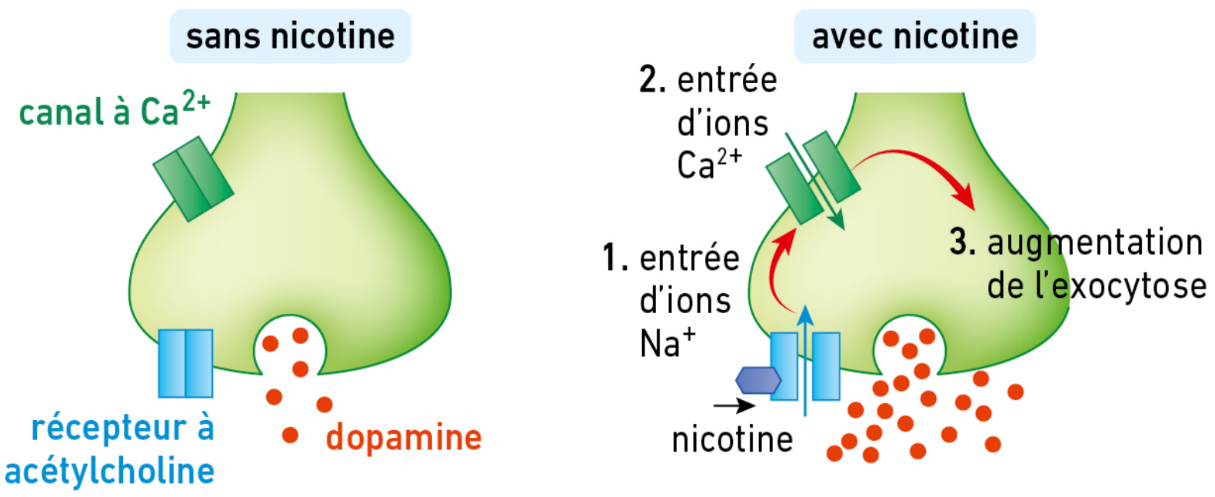 sans nicotine
canal à Ca²⁺
récepteur à
acétylcholine
dopamine
avec nicotine
2. entrée
d'ions
Ca²⁺
1. entrée
d'ions
Na⁺
3. augmentation
de l'exocytose
nicotine